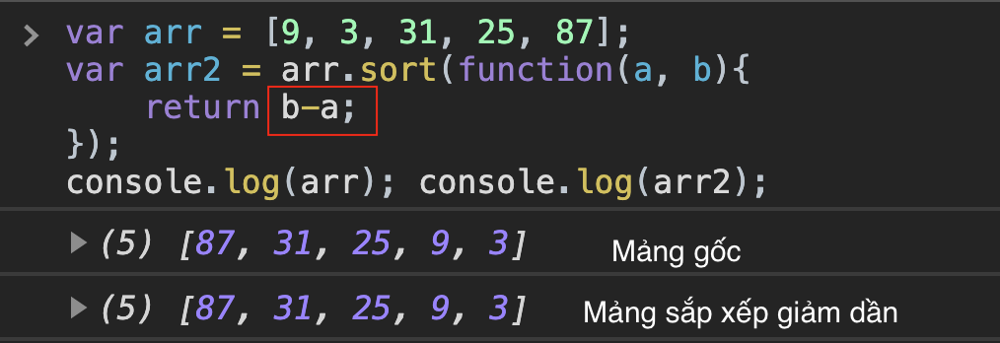 var arr = [9, 3, 31, 25, 87];
var arr2 = arr.sort(function(a, b){
return b-a;
});
console.log(arr); console.log(arr2);
(5) [87, 31, 25, 9, 3] Mảng gốc
(5) [87, 31, 25, 9, 3] Mảng sắp xếp giảm dần